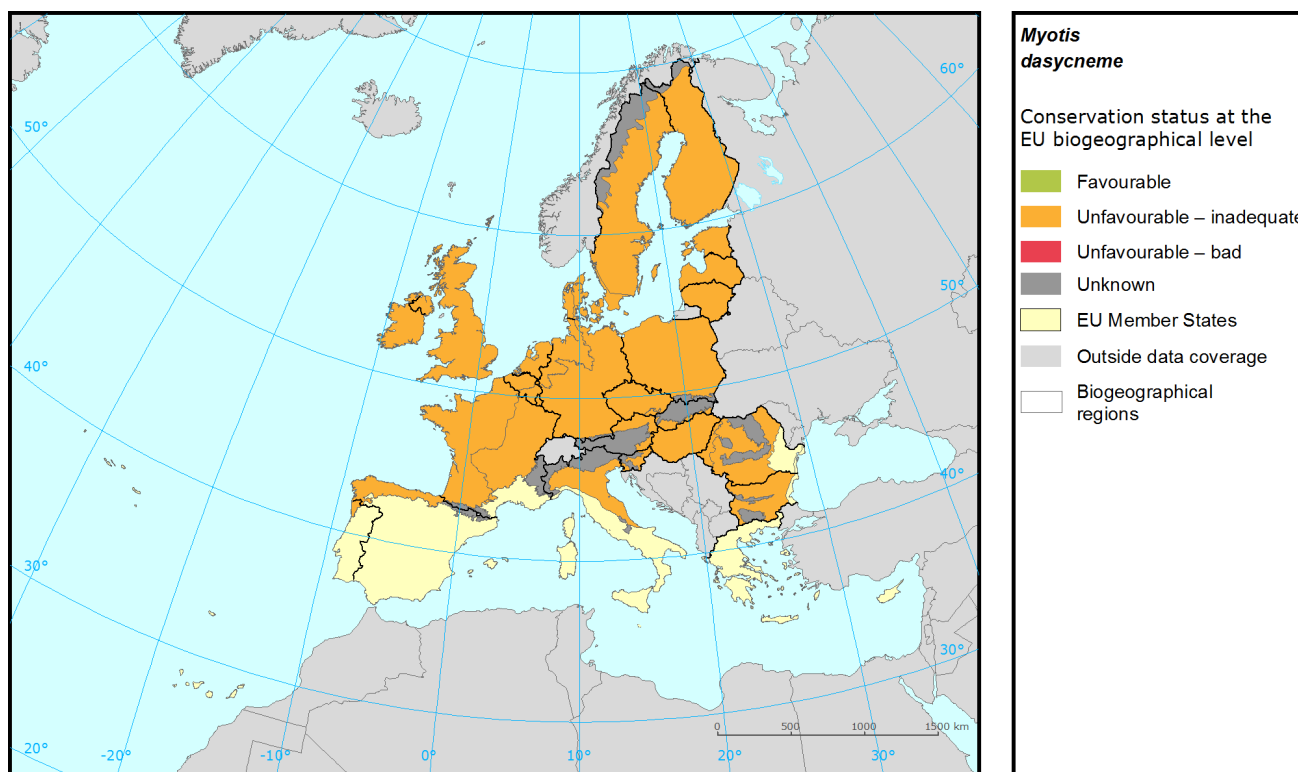 Myotis
dasycneme
Conservation status at the
EU biogeographical level
Favourable
Unfavourable – inadequate
Unfavourable – bad
Unknown
EU Member States
Outside data coverage
Biogeographical
regions
60°
50°
50°
40°
40°
30°
30°
20°
-20°
-10°
0°
10°
20°
30°
0 500 1000 1500 km